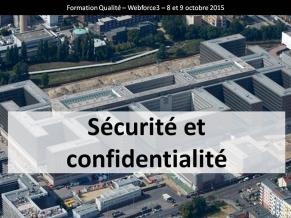 Formation Qualité – Webforce3 – 8 et 9 octobre 2015
Sécurité et
confidentialité